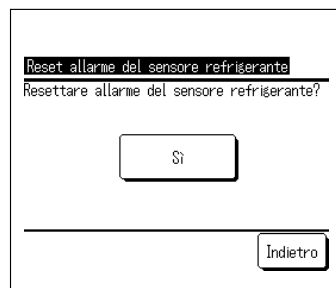 Reset allarme del sensore refrigerante
Resettare allarme del sensore refrigerante?
Sì
Indietro